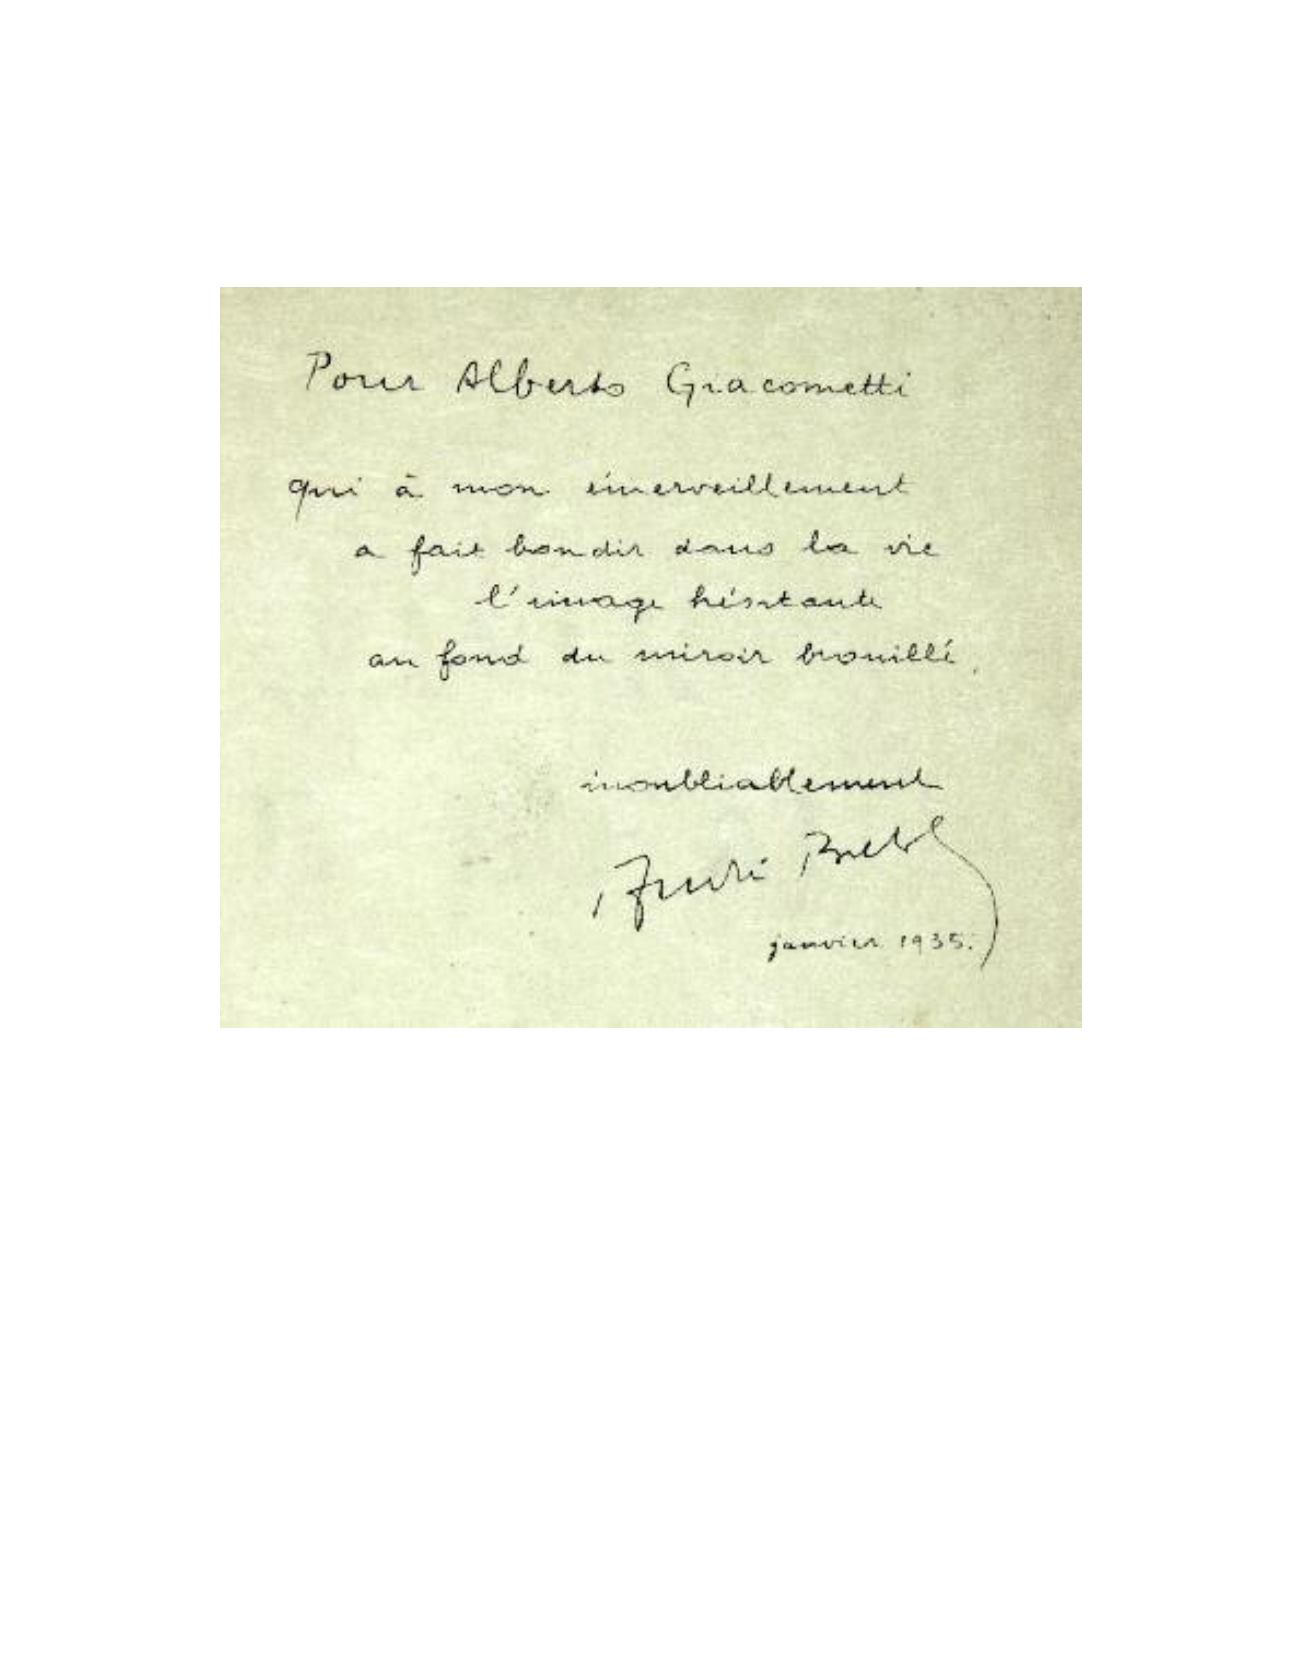 Pour Alberto Giacometti
qui à mon émerveillement
a fait bondir dans la vie
l'image hésitante
au fond du miroir brouillé.
inoubliablement
André Breton
janvier 1935.